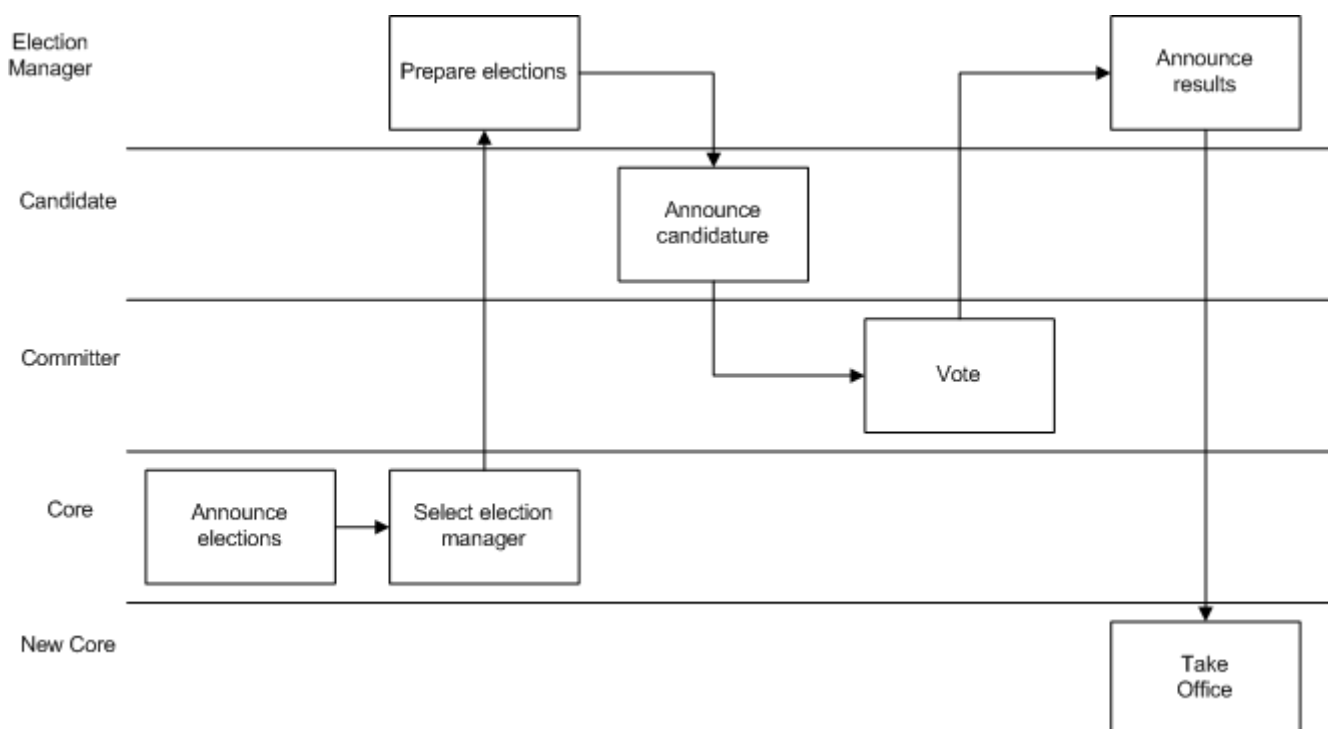 Election
Manager
Prepare elections
Announce
results
Candidate
Announce
candidature
Committer
Vote
Core
Announce
elections
Select election
manager
New Core
Take
Office